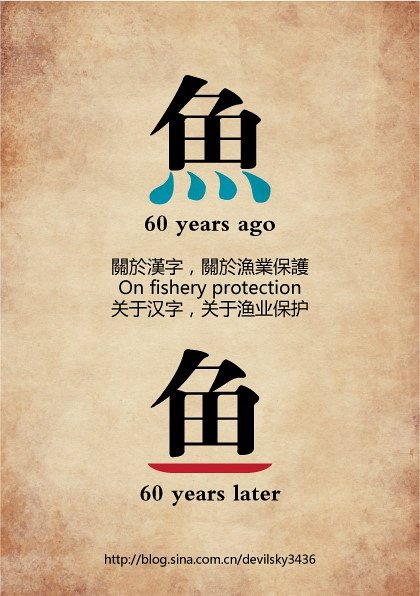 魚
60 years ago
關於漢字，關於漁業保護
On fishery protection
关于汉字，关于渔业保护
鱼
60 years later
http://blog.sina.com.cn/devilsky3436